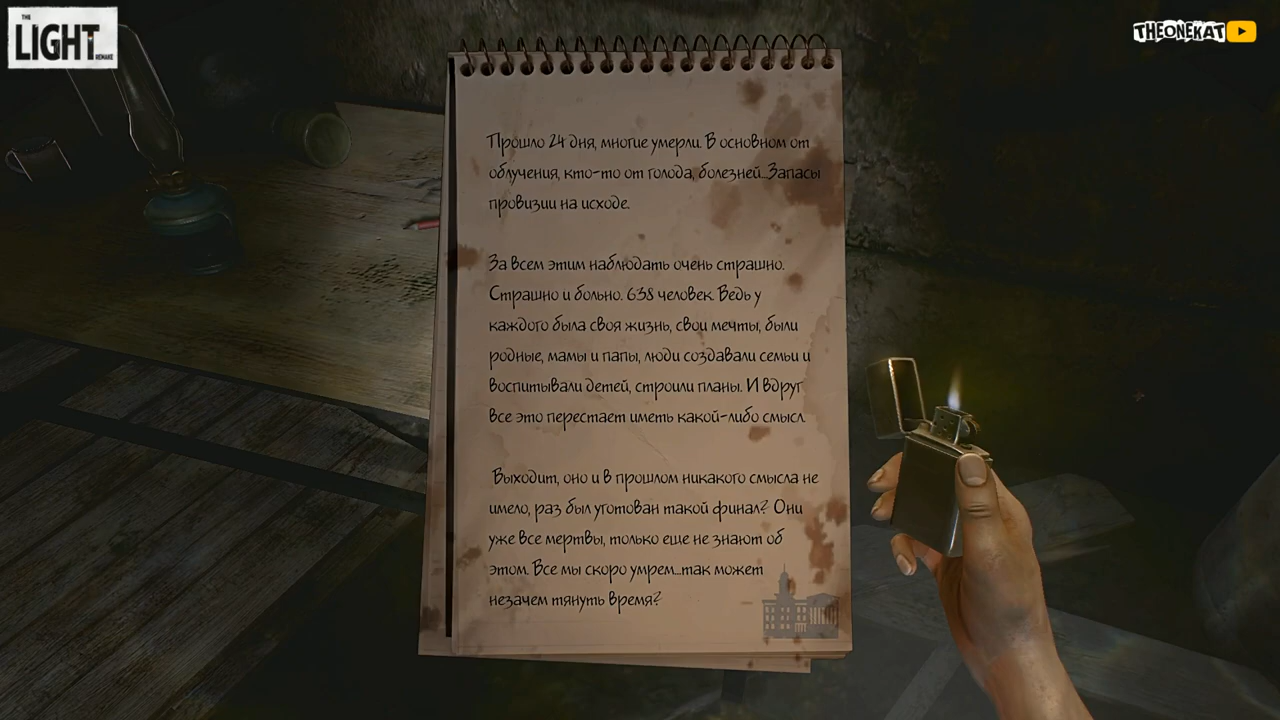 THE
LIGHT
REMAKE
THEONEKAT
Прошло 24 дня, многие умерли. В основном от
облучения, кто-то от голода, болезней...Запасы
провизии на исходе.
За всем этим наблюдать очень страшно.
Страшно и больно. 638 человек. Ведь у
каждого была своя жизнь, свои мечты, были
родные, мамы и папы, люди создавали семьи и
воспитывали детей, строили планы. И вдруг
все это перестает иметь какой-либо смысл.
Выходит, оно и в прошлом никакого смысла не
имело, раз был уготован такой финал? Они
уже все мертвы, только еще не знают об
этом. Все мы скоро умрем...так может
незачем тянуть время?